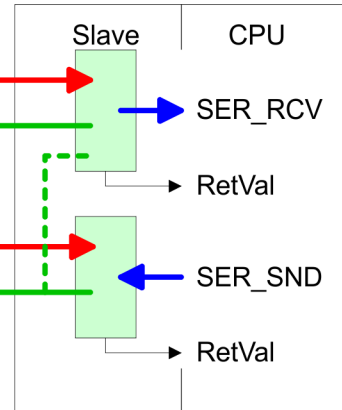 Slave CPU
SER_RCV
RetVal
SER_SND
RetVal